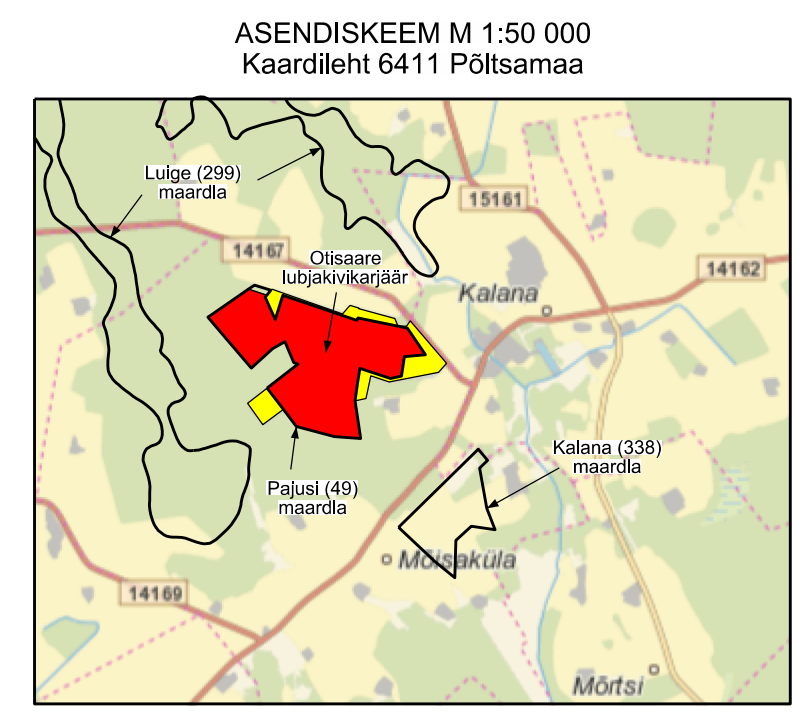 ASENDISKEEM M 1:50 000
Kaardileht 6411 Põltsamaa
Luige (299)
maardla
15161
14167
Otisaare
lubjakivikarjäär
14162
Kalana
Kalana (338)
maardla
Pajusi (49)
maardla
Mõisaküla
14169
Mõrtsi